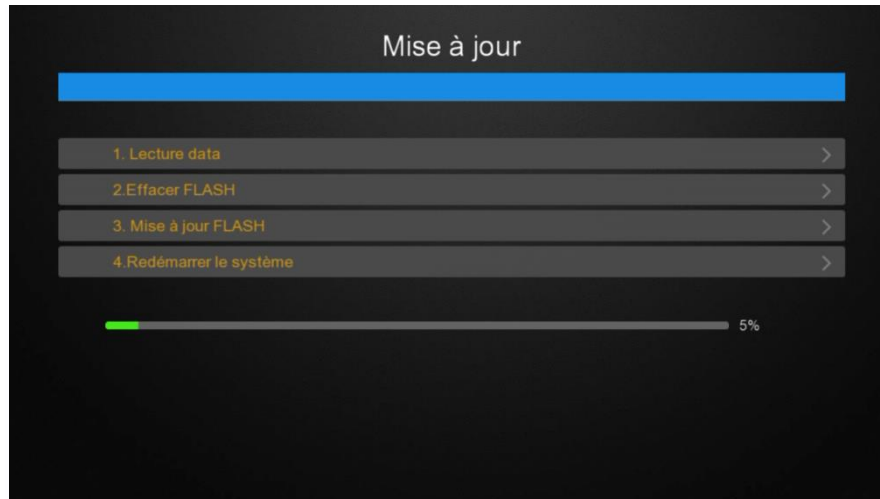 Mise à jour
1. Lecture data
2.Effacer FLASH
3. Mise à jour FLASH
4.Redémarrer le système
5%